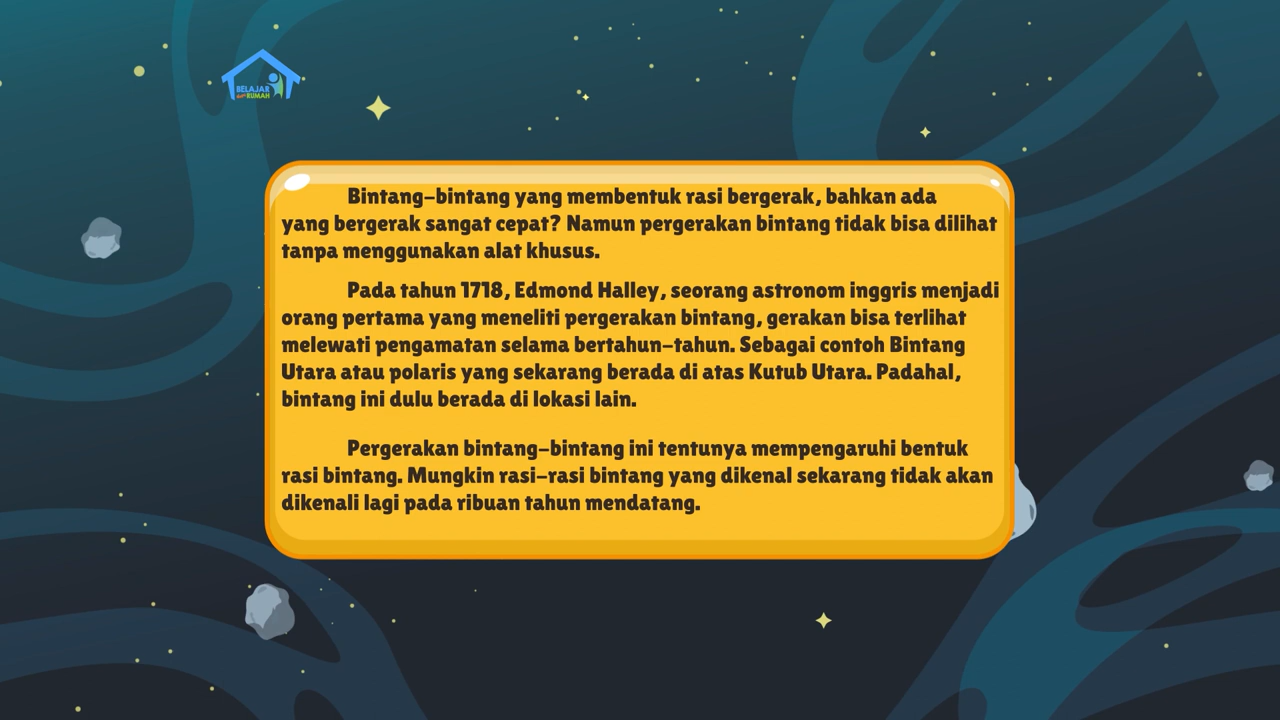 BELAJAR
dari RUMAH
Bintang-bintang yang membentuk rasi bergerak, bahkan ada
yang bergerak sangat cepat? Namun pergerakan bintang tidak bisa dilihat
tanpa menggunakan alat khusus.
Pada tahun 1718, Edmond Halley, seorang astronom inggris menjadi
orang pertama yang meneliti pergerakan bintang, gerakan bisa terlihat
melewati pengamatan selama bertahun-tahun. Sebagai contoh Bintang
Utara atau polaris yang sekarang berada di atas Kutub Utara. Padahal,
bintang ini dulu berada di lokasi lain.
Pergerakan bintang-bintang ini tentunya mempengaruhi bentuk
rasi bintang. Mungkin rasi-rasi bintang yang dikenal sekarang tidak akan
dikenali lagi pada ribuan tahun mendatang.